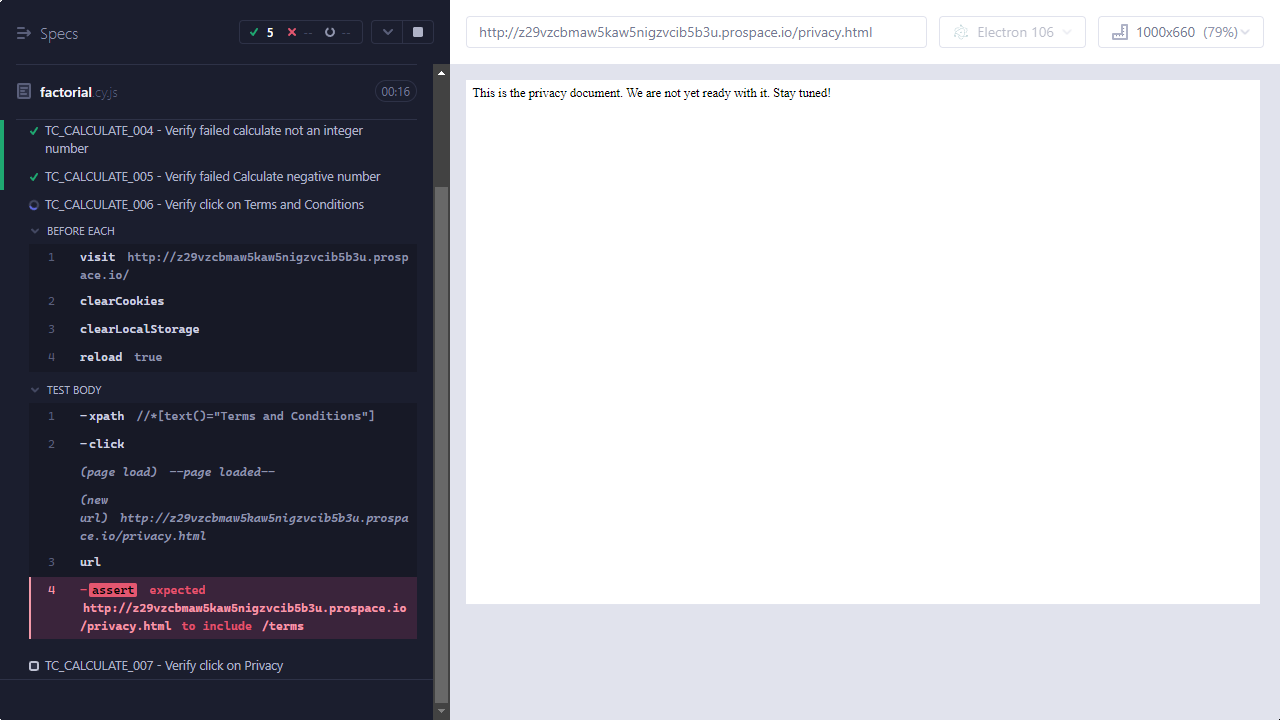 Specs
5 -- --
http://z29vzcbmaw5kaw5nigzvcib5b3u.prospace.io/privacy.html
Electron 106
1000x660 (79%)
factorial.cy.js
00:16
This is the privacy document. We are not yet ready with it. Stay tuned!
TC_CALCULATE_004 - Verify failed calculate not an integer
number
TC_CALCULATE_005 - Verify failed Calculate negative number
TC_CALCULATE_006 - Verify click on Terms and Conditions
BEFORE EACH
1 visit http://z29vzcbmaw5kaw5nigzvcib5b3u.prosp
ace.io/
2 clearCookies
3 clearLocalStorage
4 reload true
TEST BODY
1 -xpath //*[text()="Terms and Conditions"]
2 -click
(page load) --page loaded--
(new
url) http://z29vzcbmaw5kaw5nigzvcib5b3u.prospa
ce.io/privacy.html
3 url
4 -assert expected
http://z29vzcbmaw5kaw5nigzvcib5b3u.prospace.io
/privacy.html to include /terms
TC_CALCULATE_007 - Verify click on Privacy